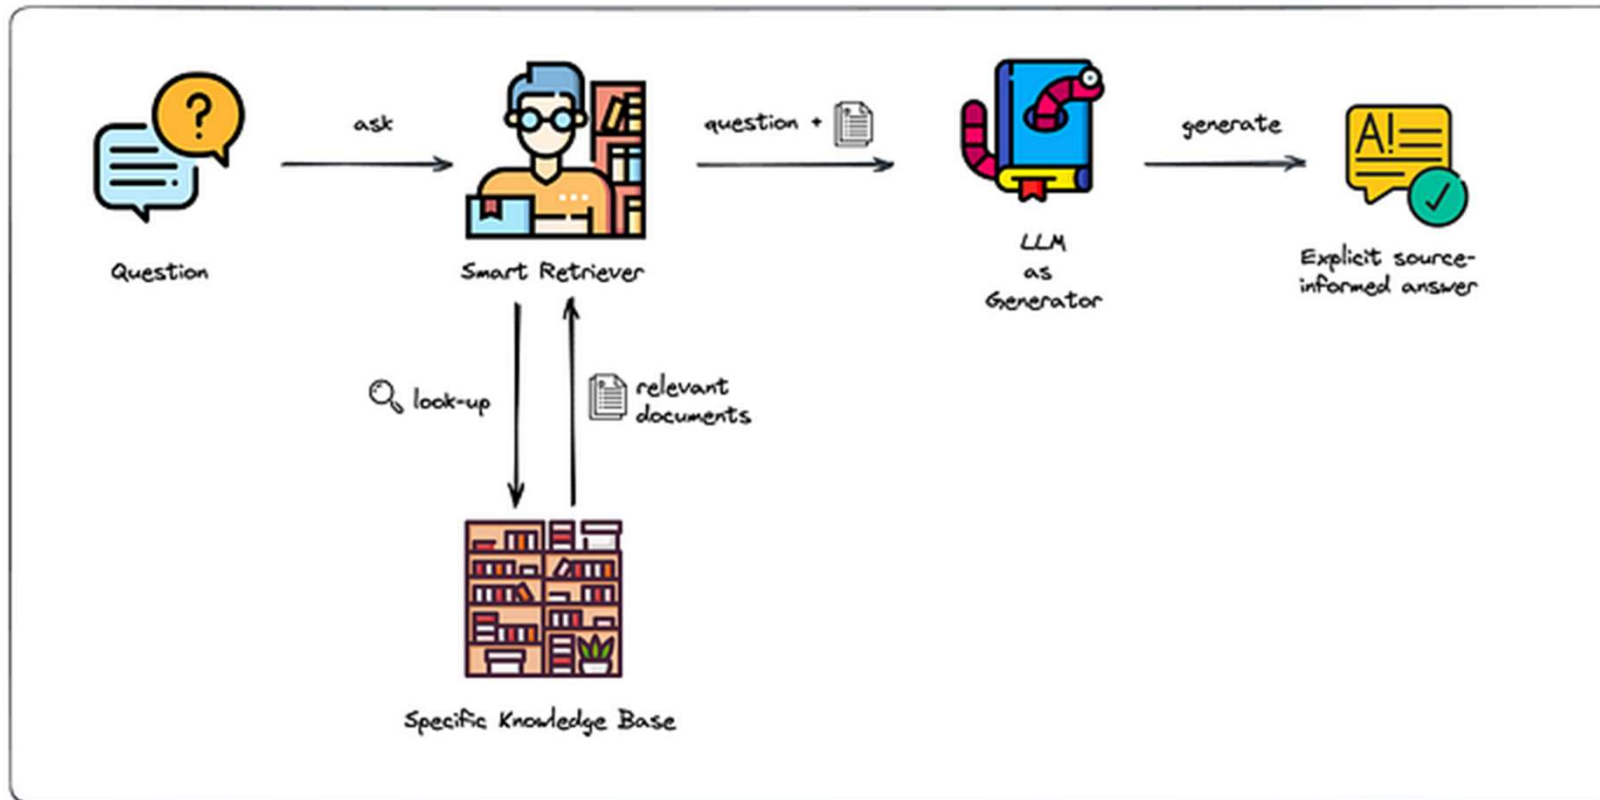 ask
question +
generate
?
A!
Question
Smart Retriever
LLM
as
Generator
Explicit source-
informed answer
look-up
relevant
documents
Specific Knowledge Base